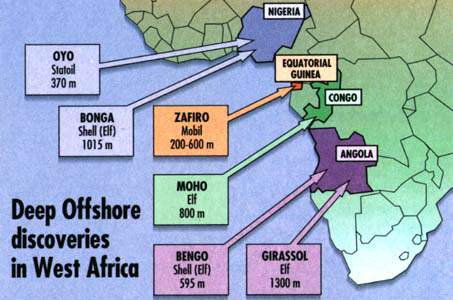 NIGERIA
OYO
Statoil
370 m
EQUATORIAL
GUINEA
BONGA
Shell (Elf)
1015 m
ZAFIRO
Mobil
200-600 m
CONGO
ANGOLA
MOHO
Elf
800 m
Deep Offshore
discoveries
in West Africa
BENGO
Shell (Elf)
595 m
GIRASSOL
Elf
1300 m